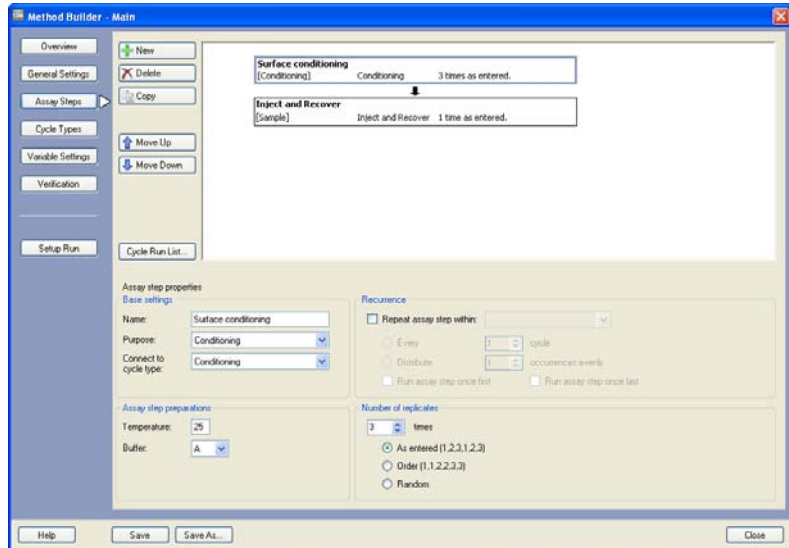 Method Builder - Main
Overview
General Settings
Assay Steps
Cycle Types
Variable Settings
Verification
Setup Run
New
Delete
Copy
Move Up
Move Down
Cycle Run List...
Surface conditioning
[Conditioning] Conditioning 3 times as entered.
Inject and Recover
[Sample] Inject and Recover 1 time as entered.
Assay step properties
Base settings
Name: Surface conditioning
Purpose: Conditioning
Connect to
cycle type: Conditioning
Recurrence
Repeat assay step within:
Every 1 cycle
Distribute 1 occurrences evenly
Run assay step once first Run assay step once last
Assay step preparations
Temperature: 25
Buffer: A
Number of replicates
3 times
As entered (1,2,3,1,2,3)
Order (1,1,2,2,3,3)
Random
Help Save Save As... Close